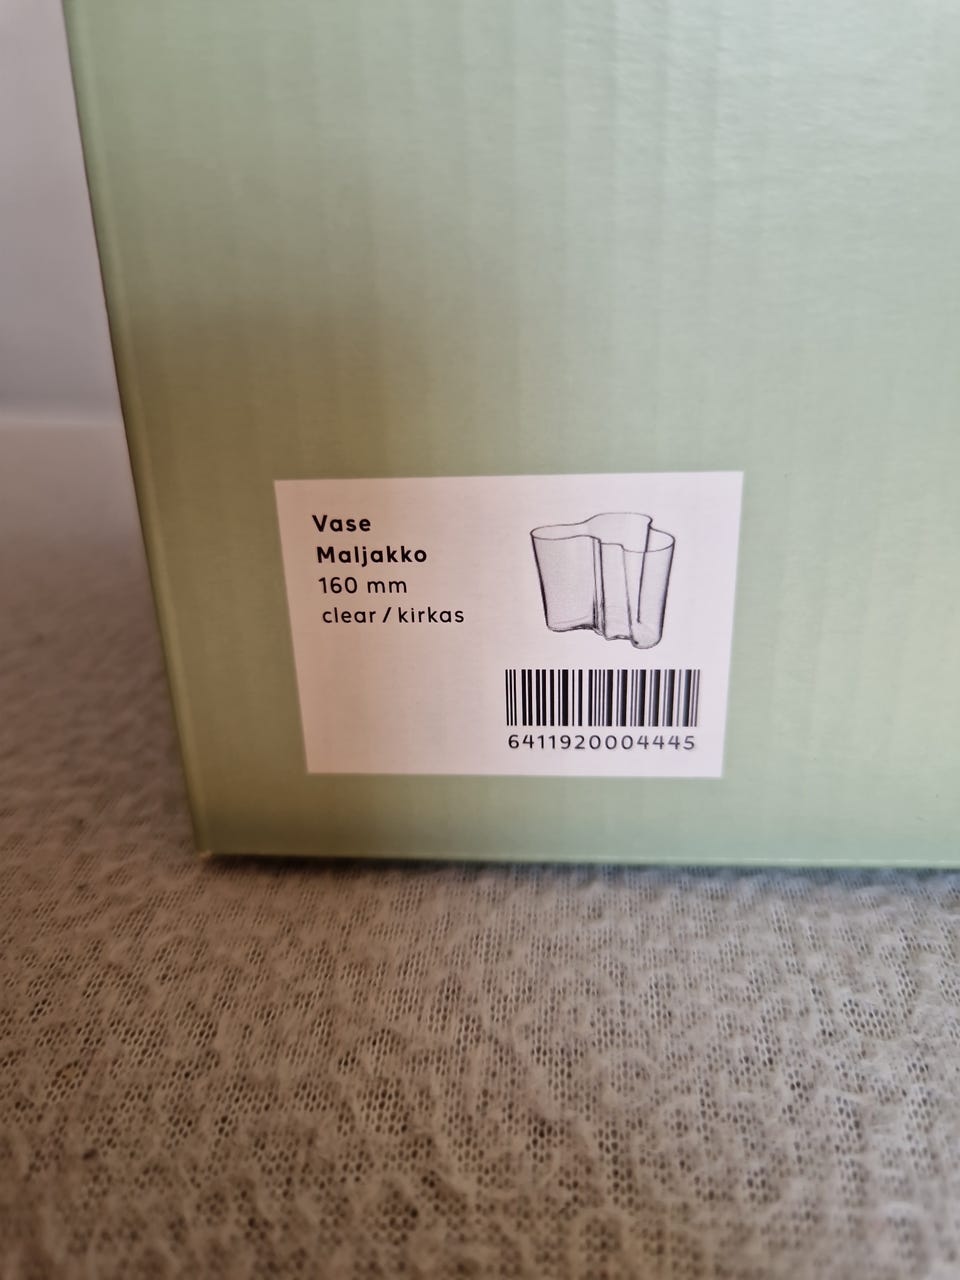 Vase
Maljakko
160 mm
clear / kirkas
6411920004445